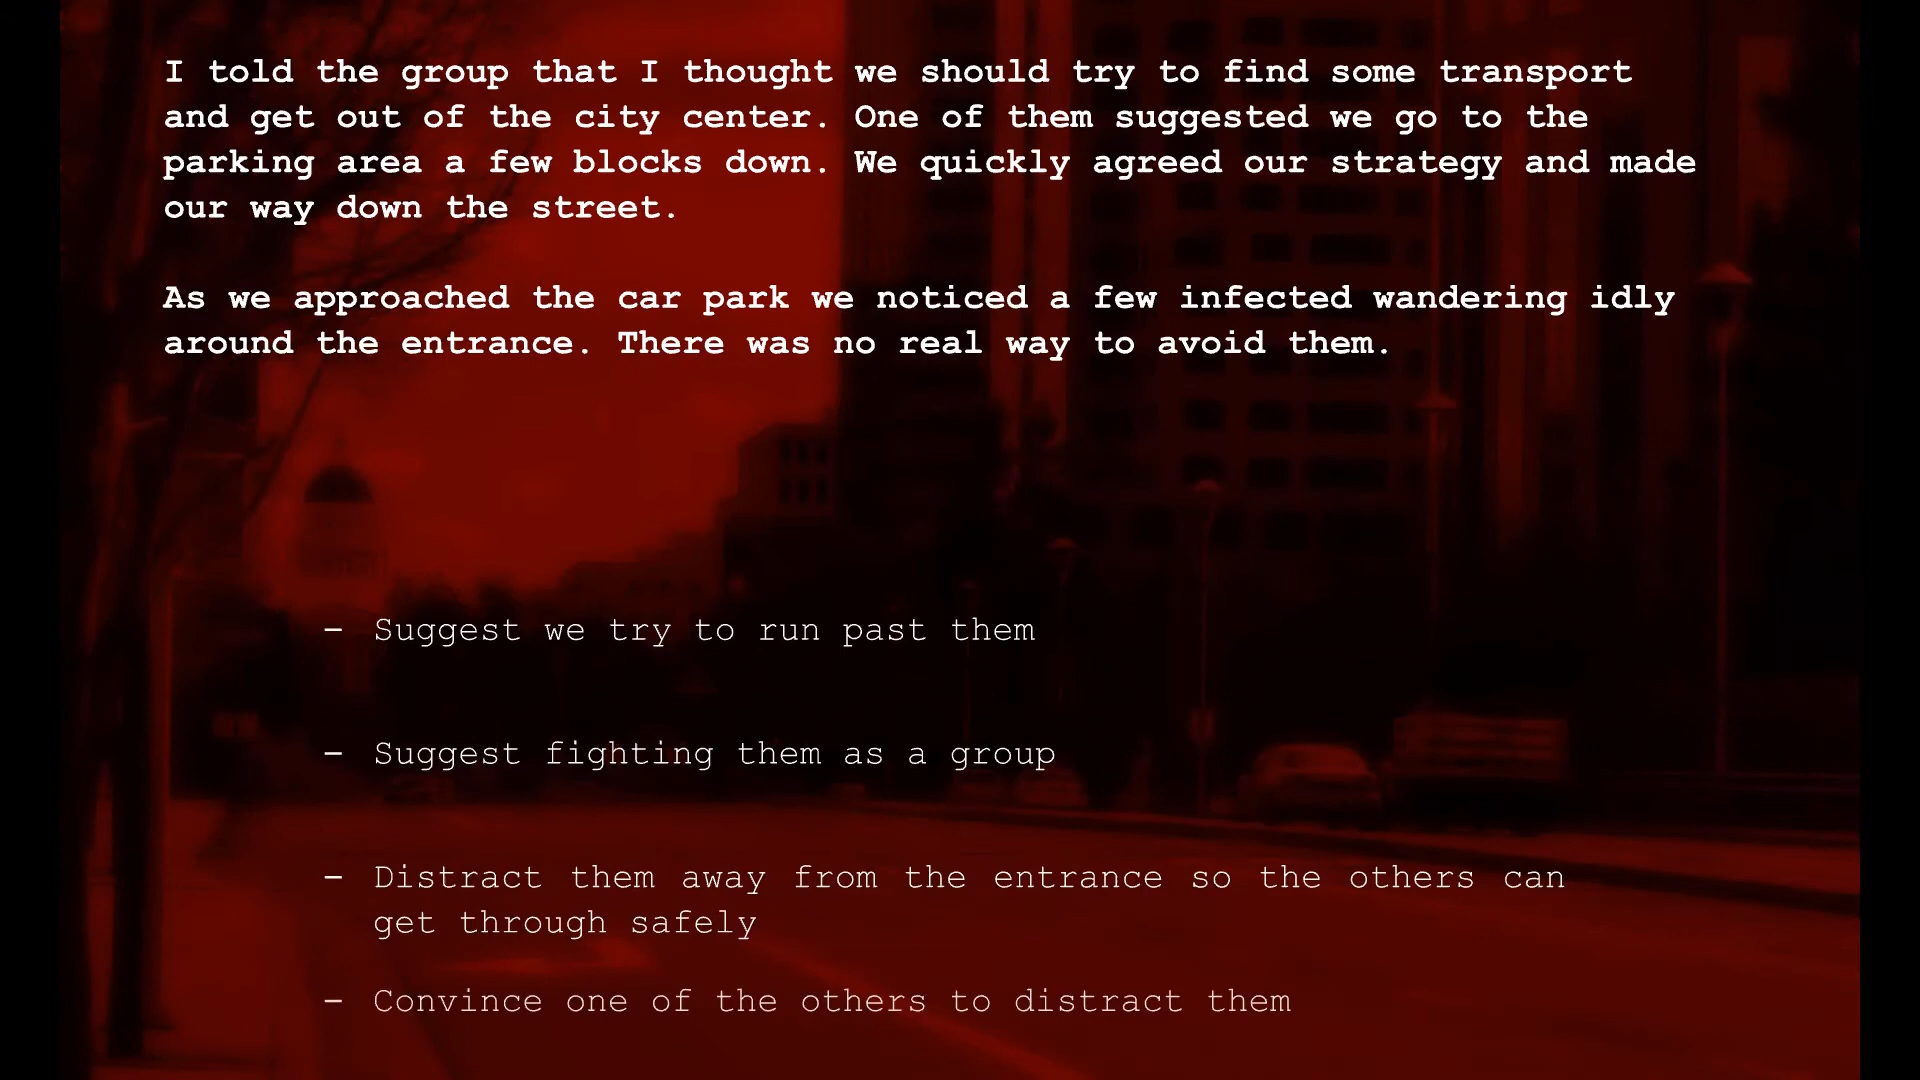 I told the group that I thought we should try to find some transport
and get out of the city center. One of them suggested we go to the
parking area a few blocks down. We quickly agreed our strategy and made
our way down the street.
As we approached the car park we noticed a few infected wandering idly
around the entrance. There was no real way to avoid them.
- Suggest we try to run past them
- Suggest fighting them as a group
- Distract them away from the entrance so the others can
get through safely
- Convince one of the others to distract them